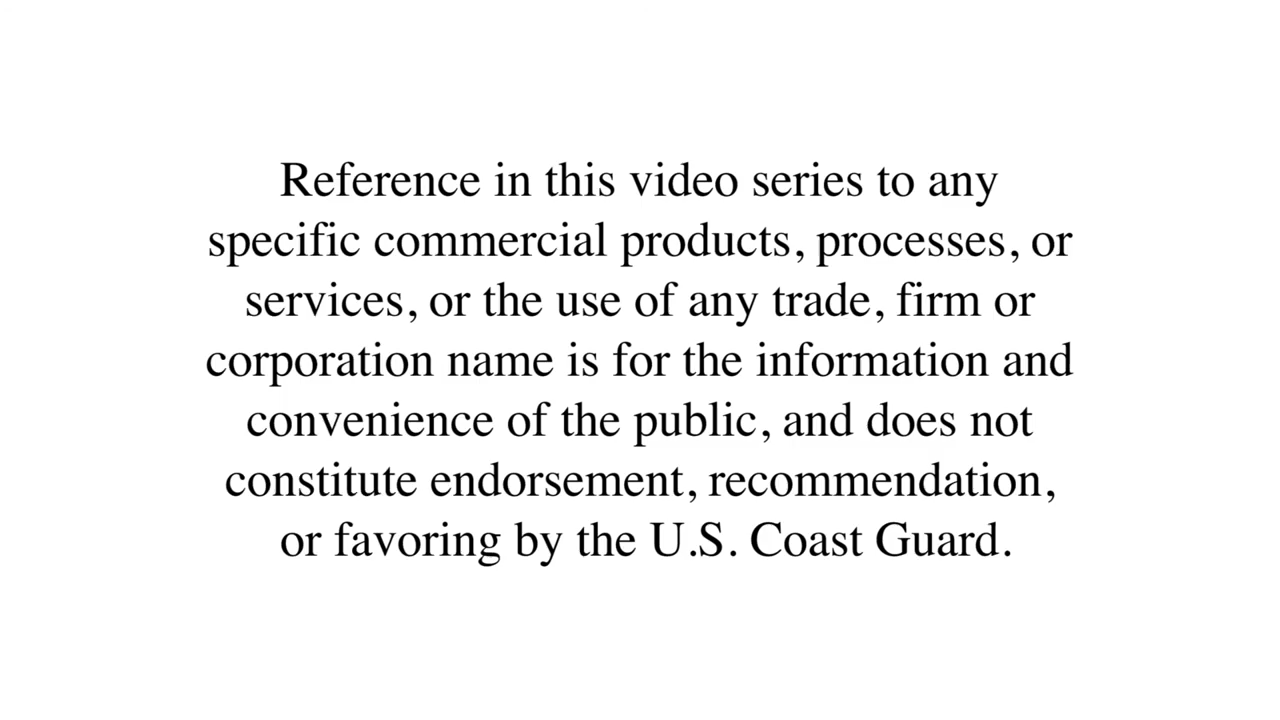 Reference in this video series to any
specific commercial products, processes, or
services, or the use of any trade, firm or
corporation name is for the information and
convenience of the public, and does not
constitute endorsement, recommendation,
or favoring by the U.S. Coast Guard.